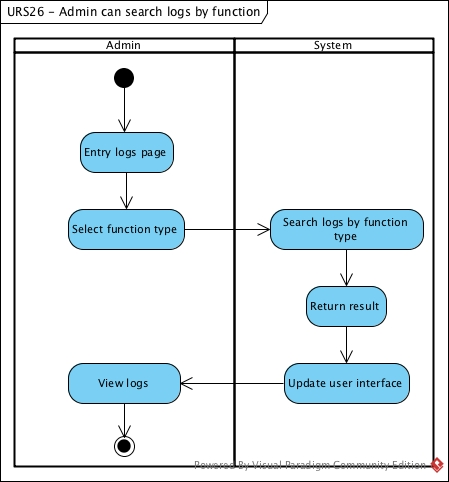 URS26 - Admin can search logs by function
Admin
System
Entry logs page
Select function type
Search logs by function
type
Return result
View logs
Update user interface
Powered By Visual Paradigm Community Edition